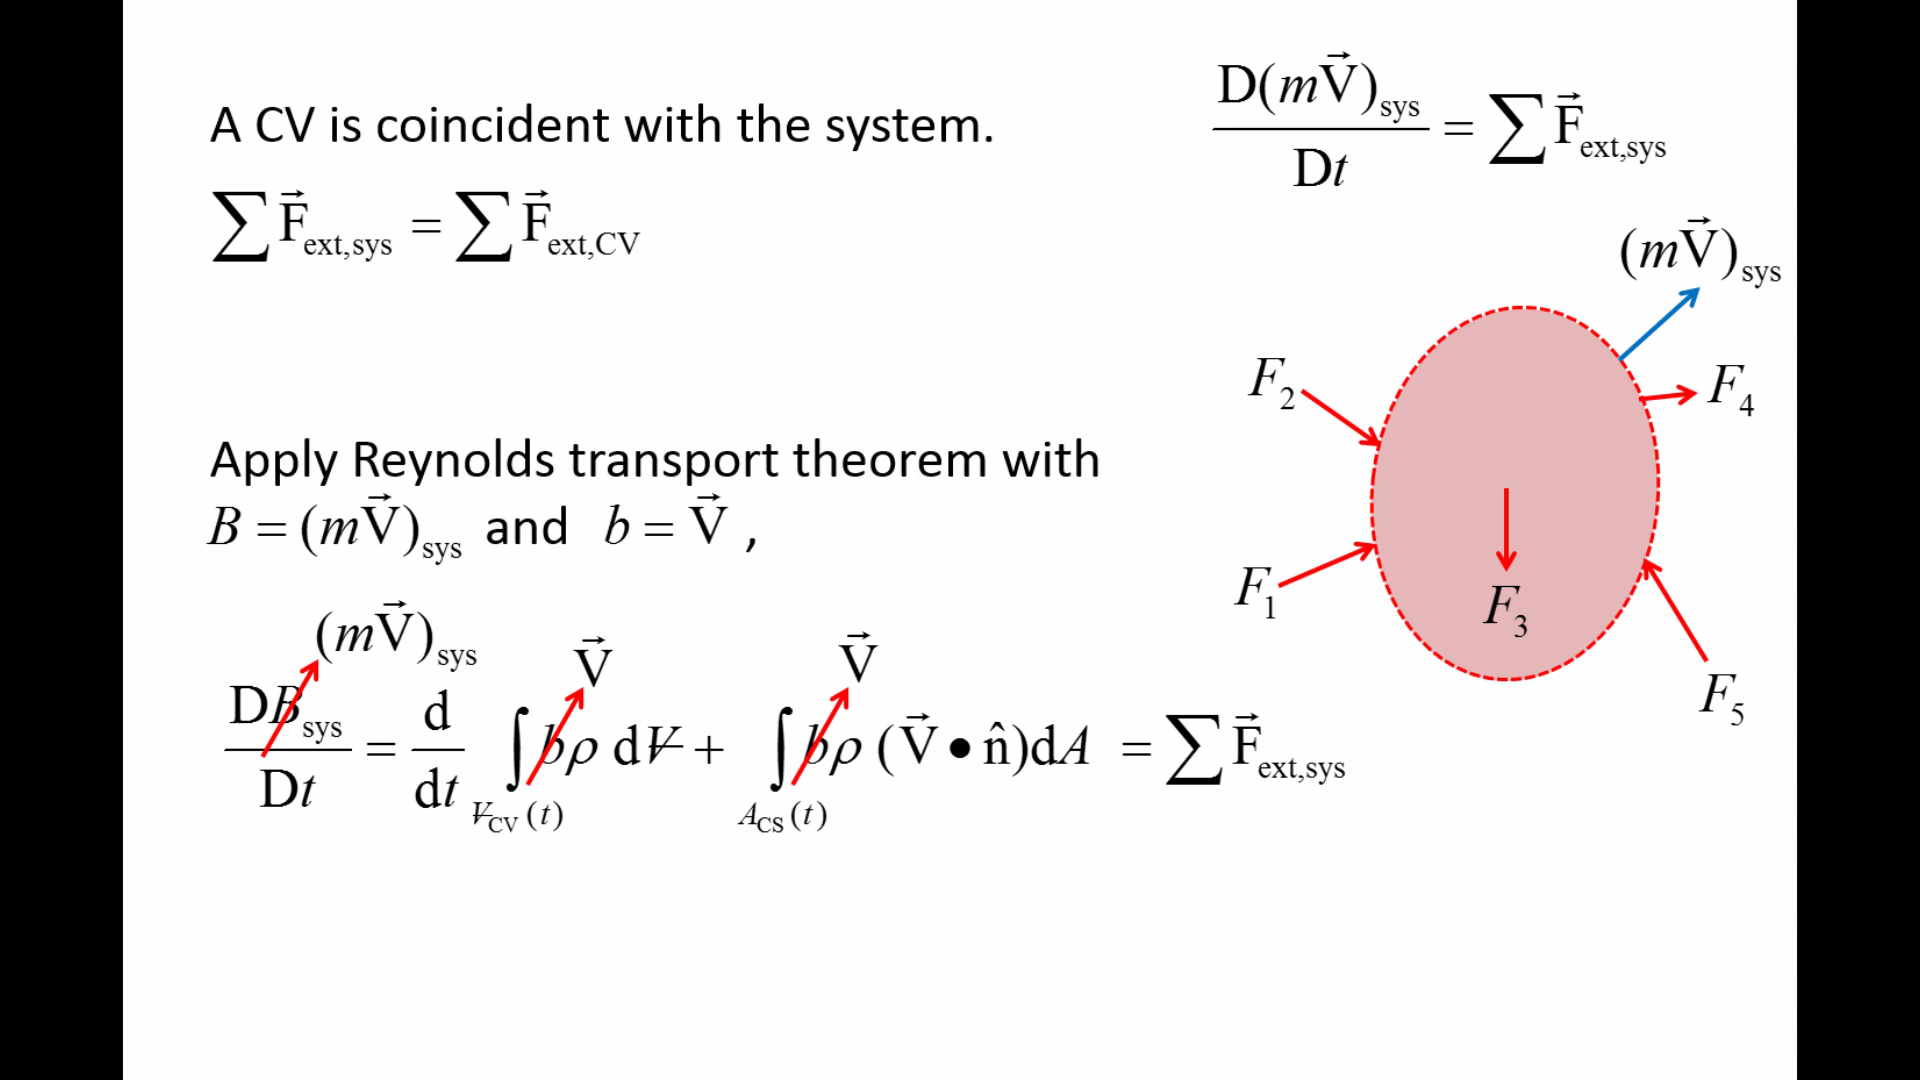 A CV is coincident with the system.
D(mV⃗)sys / Dt = ∑F⃗ext,sys
∑F⃗ext,sys = ∑F⃗ext,CV
(mV⃗)sys
F2
F4
F1
F3
F5
Apply Reynolds transport theorem with
B = (mV⃗)sys and b = V⃗ ,
(mV⃗)sys V⃗ V⃗
DBsys / Dt = d/dt ∫ bρ dV̶ + ∫ bρ (V⃗ • n̂)dA = ∑F⃗ext,sys
V̶CV (t) ACS (t)